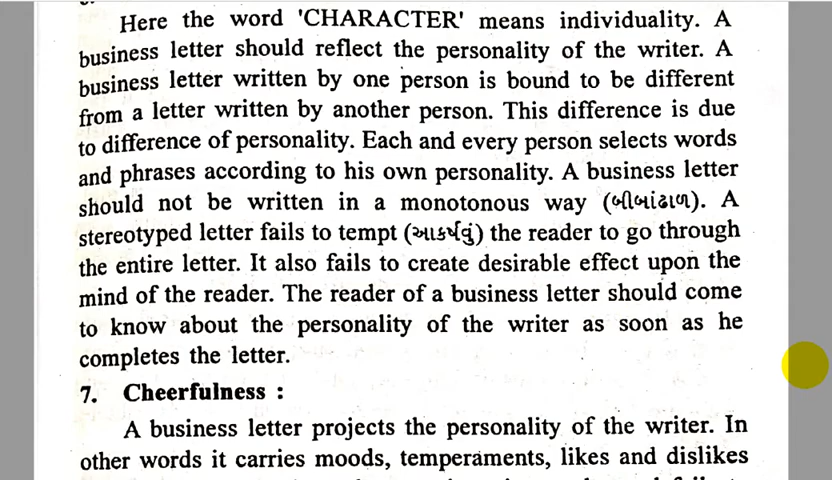 Here the word 'CHARACTER' means individuality. A
business letter should reflect the personality of the writer. A
business letter written by one person is bound to be different
from a letter written by another person. This difference is due
to difference of personality. Each and every person selects words
and phrases according to his own personality. A business letter
should not be written in a monotonous way (બીબાંઢાળ). A
stereotyped letter fails to tempt (આકર્ષવું) the reader to go through
the entire letter. It also fails to create desirable effect upon the
mind of the reader. The reader of a business letter should come
to know about the personality of the writer as soon as he
completes the letter.
7. Cheerfulness :
A business letter projects the personality of the writer. In
other words it carries moods, temperaments, likes and dislikes